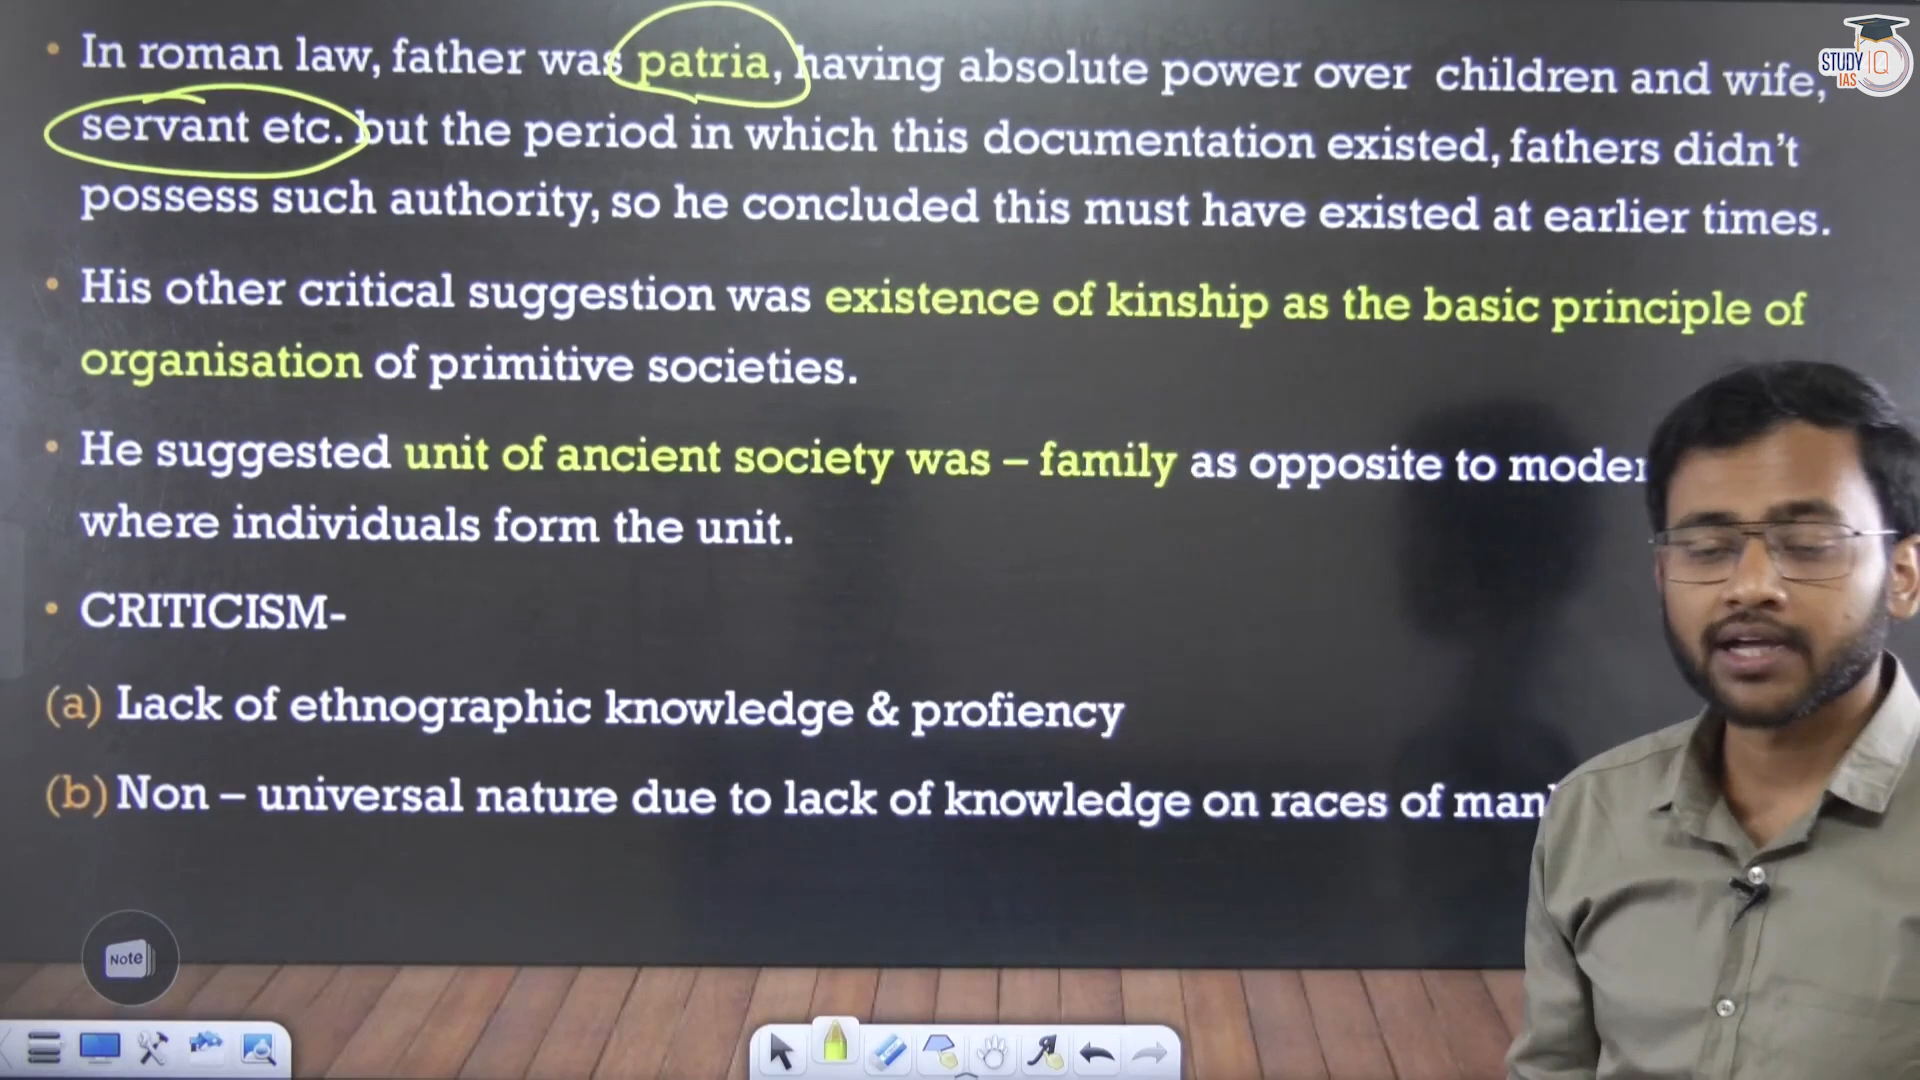 • In roman law, father was patria, having absolute power over children and wife,
servant etc. but the period in which this documentation existed, fathers didn't
possess such authority, so he concluded this must have existed at earlier times.
• His other critical suggestion was existence of kinship as the basic principle of
organisation of primitive societies.
• He suggested unit of ancient society was – family as opposite to
where individuals form the unit.
• CRITICISM-
(a) Lack of ethnographic knowledge & profiency
(b) Non – universal nature due to lack of knowledge on races of
Note
STUDY IQ
IAS